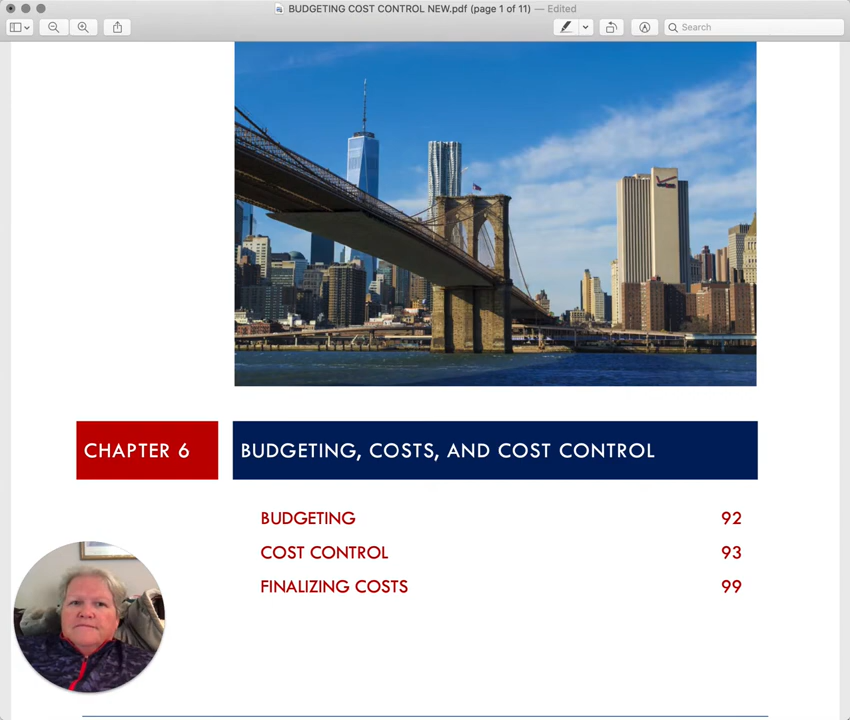 BUDGETING COST CONTROL NEW.pdf (page 1 of 11) — Edited
Search
CHAPTER 6
BUDGETING, COSTS, AND COST CONTROL
BUDGETING 92
COST CONTROL 93
FINALIZING COSTS 99